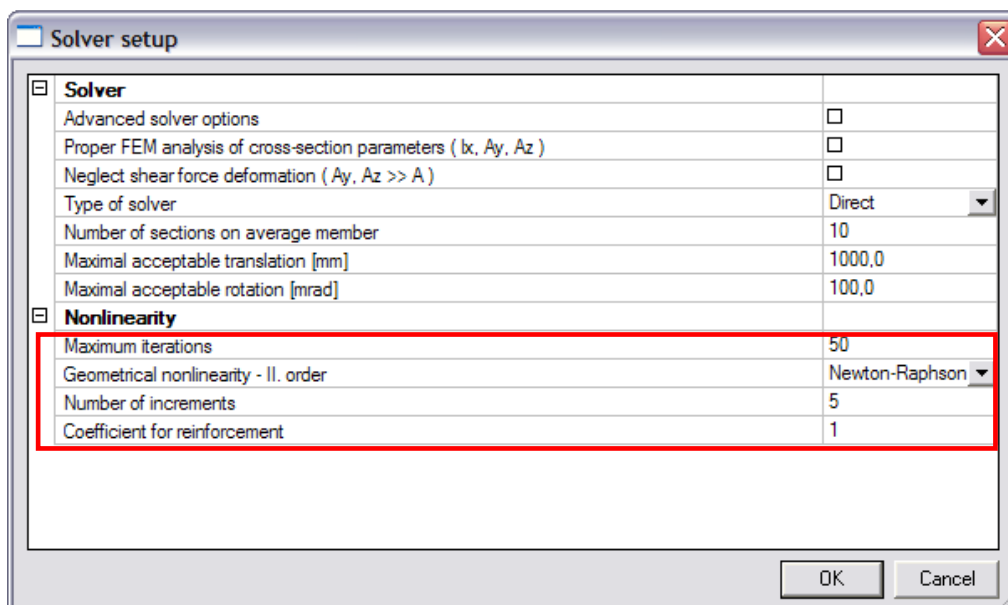 Solver setup
Solver
Advanced solver options
Proper FEM analysis of cross-section parameters ( Ix, Ay, Az )
Neglect shear force deformation ( Ay, Az >> A )
Type of solver Direct
Number of sections on average member 10
Maximal acceptable translation [mm] 1000,0
Maximal acceptable rotation [mrad] 100,0
Nonlinearity
Maximum iterations 50
Geometrical nonlinearity - II. order Newton-Raphson
Number of increments 5
Coefficient for reinforcement 1
OK Cancel